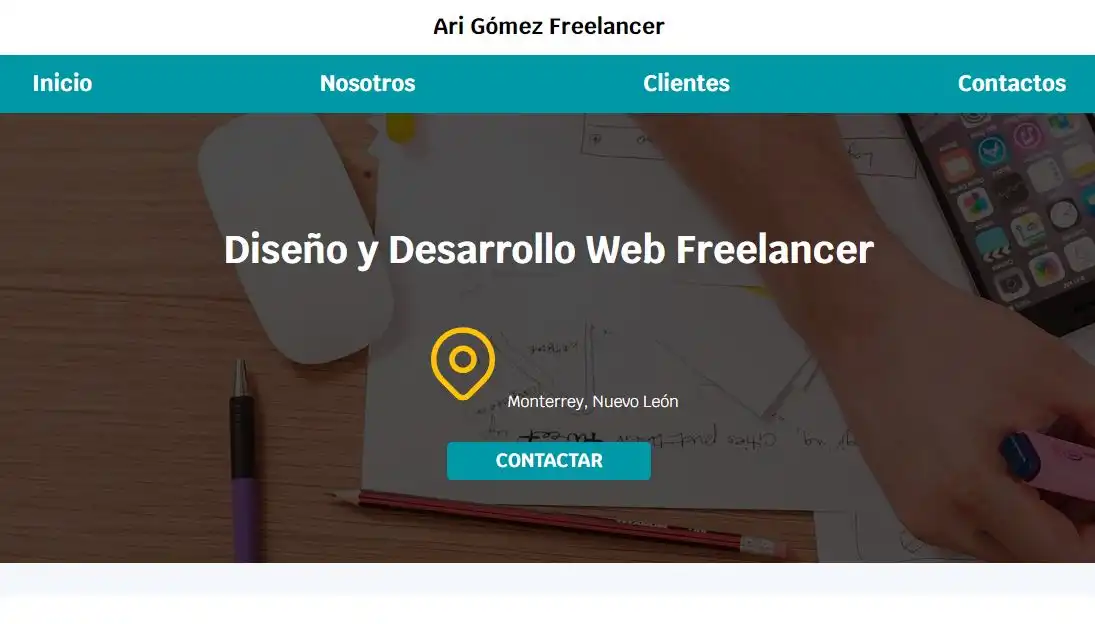 Ari Gómez Freelancer
Inicio Nosotros Clientes Contactos
Diseño y Desarrollo Web Freelancer
Monterrey, Nuevo León
CONTACTAR